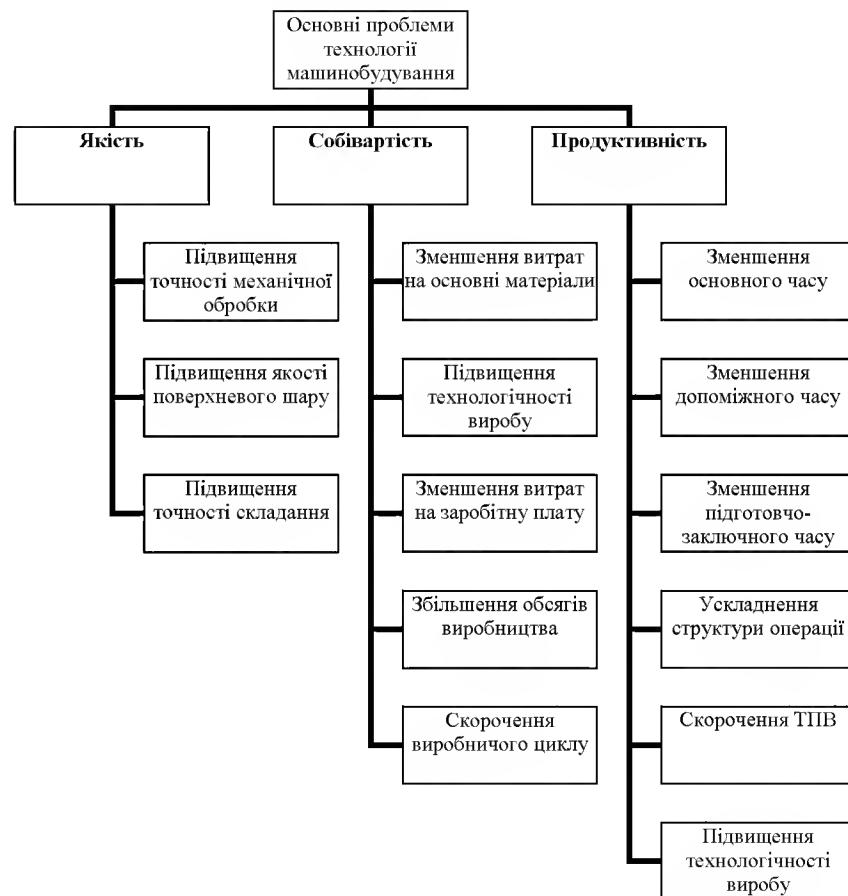 Основні проблеми
технології
машинобудування
Якість
Собівартість
Продуктивність
Підвищення
точності механічної
обробки
Підвищення якості
поверхневого шару
Підвищення
точності складання
Зменшення витрат
на основні матеріали
Підвищення
технологічності
виробу
Зменшення витрат
на заробітну плату
Збільшення обсягів
виробництва
Скорочення
виробничого циклу
Зменшення
основного часу
Зменшення
допоміжного часу
Зменшення
підготовчо-
заключного часу
Ускладнення
структури операції
Скорочення ТПВ
Підвищення
технологічності
виробу